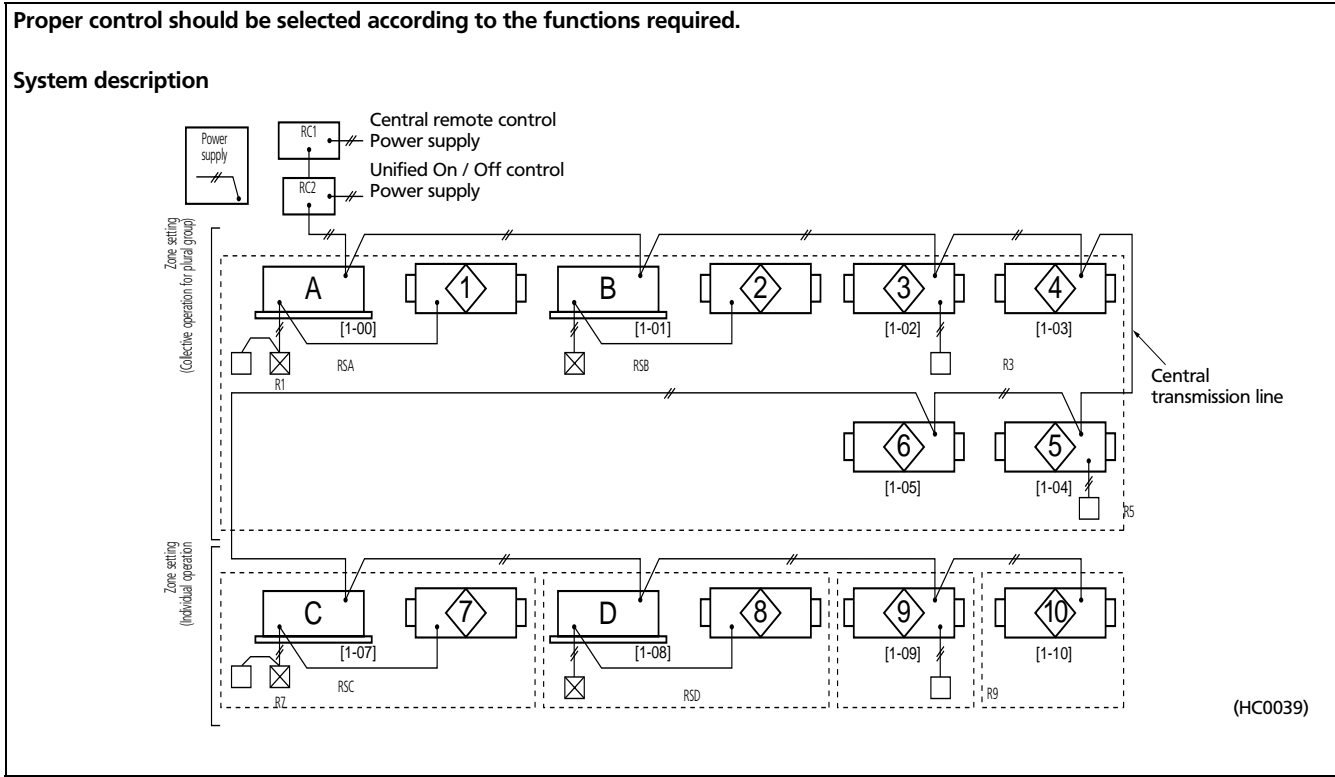 Proper control should be selected according to the functions required.
System description
Power
supply
RC1
Central remote control
Power supply
RC2
Unified On / Off control
Power supply
Zone setting
(Collective operation for plural group)
A
1
B
2
3
4
[1-00]
[1-01]
[1-02]
[1-03]
R1
RSA
RSB
R3
Central
transmission line
6
5
[1-05]
[1-04]
R5
Zone setting
(Individual operation
C
7
D
8
9
10
[1-07]
[1-08]
[1-09]
[1-10]
R7
RSC
RSD
R9
(HC0039)